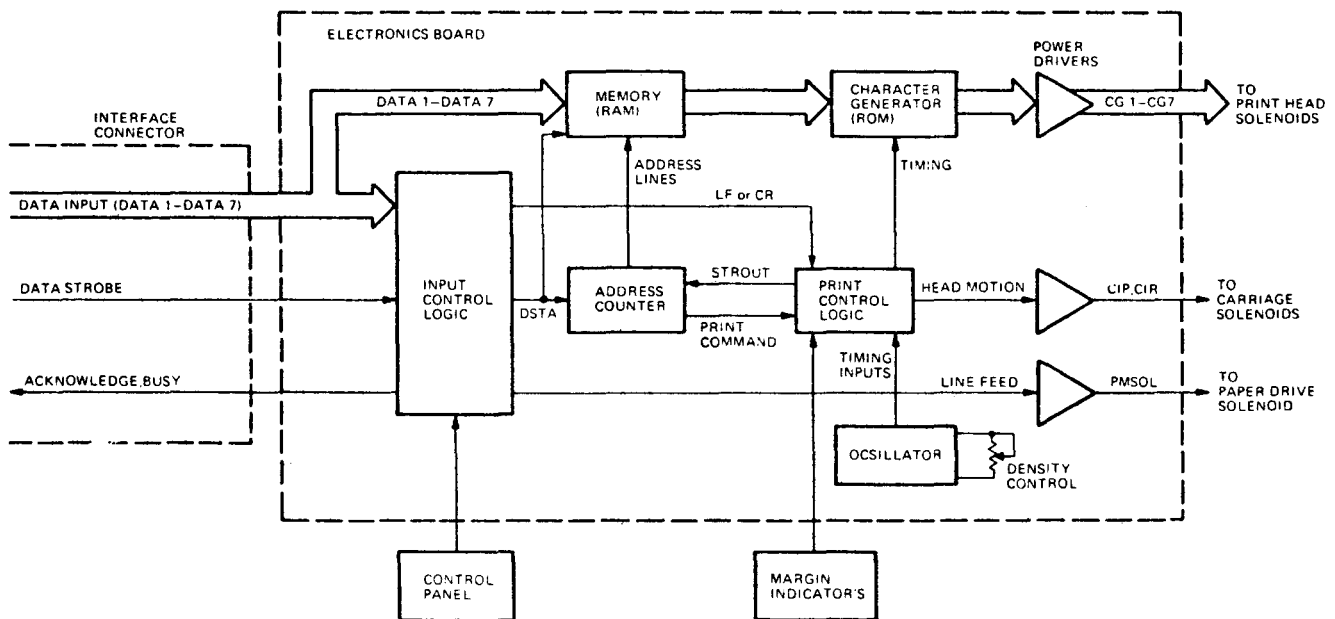 ELECTRONICS BOARD
POWER
DRIVERS
INTERFACE
CONNECTOR
DATA 1-DATA 7
MEMORY
(RAM)
CHARACTER
GENERATOR
(ROM)
CG 1-CG7
TO
PRINT HEAD
SOLENOIDS
ADDRESS
LINES
TIMING
DATA INPUT (DATA 1-DATA 7)
LF or CR
INPUT
CONTROL
LOGIC
DATA STROBE
DSTA
ADDRESS
COUNTER
STROUT
PRINT
COMMAND
PRINT
CONTROL
LOGIC
HEAD MOTION
CIP,CIR
TO
CARRIAGE
SOLENOIDS
TIMING
INPUTS
ACKNOWLEDGE,BUSY
LINE FEED
PMSOL
TO
PAPER DRIVE
SOLENOID
OCSILLATOR
DENSITY
CONTROL
CONTROL
PANEL
MARGIN
INDICATOR'S